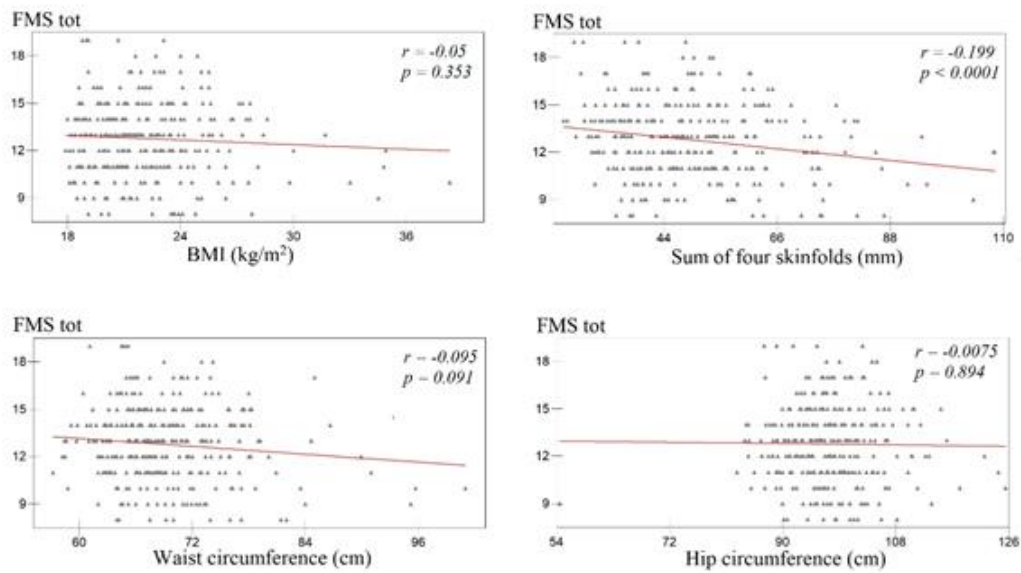 FMS tot
r = -0.05
p = 0.353
18
15
12
9
18 24 30 36
BMI (kg/m²)
FMS tot
r = -0.199
p < 0.0001
18
15
12
9
44 66 88 110
Sum of four skinfolds (mm)
FMS tot
r = -0.095
p = 0.091
18
15
12
9
60 72 84 96
Waist circumference (cm)
FMS tot
r = -0.0075
p = 0.894
18
15
12
9
54 72 90 108 126
Hip circumference (cm)